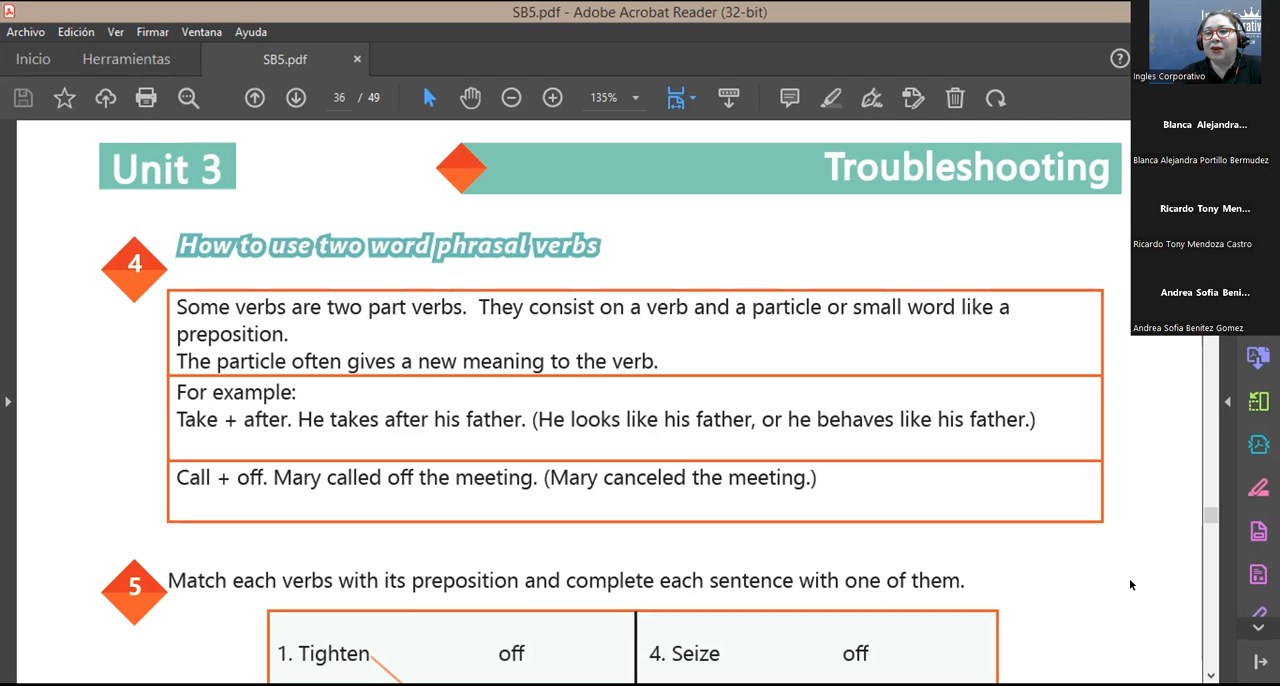 SB5.pdf - Adobe Acrobat Reader (32-bit)
Archivo Edición Ver Firmar Ventana Ayuda
Inicio Herramientas SB5.pdf ×
36 / 49 135%
Unit 3 Troubleshooting
4 How to use two word phrasal verbs
Some verbs are two part verbs. They consist on a verb and a particle or small word like a
preposition.
The particle often gives a new meaning to the verb.
For example:
Take + after. He takes after his father. (He looks like his father, or he behaves like his father.)
Call + off. Mary called off the meeting. (Mary canceled the meeting.)
5 Match each verbs with its preposition and complete each sentence with one of them.
1. Tighten off 4. Seize off
Ingles Corporativo
Blanca Alejandra...
Blanca Alejandra Portillo Bermudez
Ricardo Tony Men...
Ricardo Tony Mendoza Castro
Andrea Sofia Beni...
Andrea Sofia Benitez Gomez